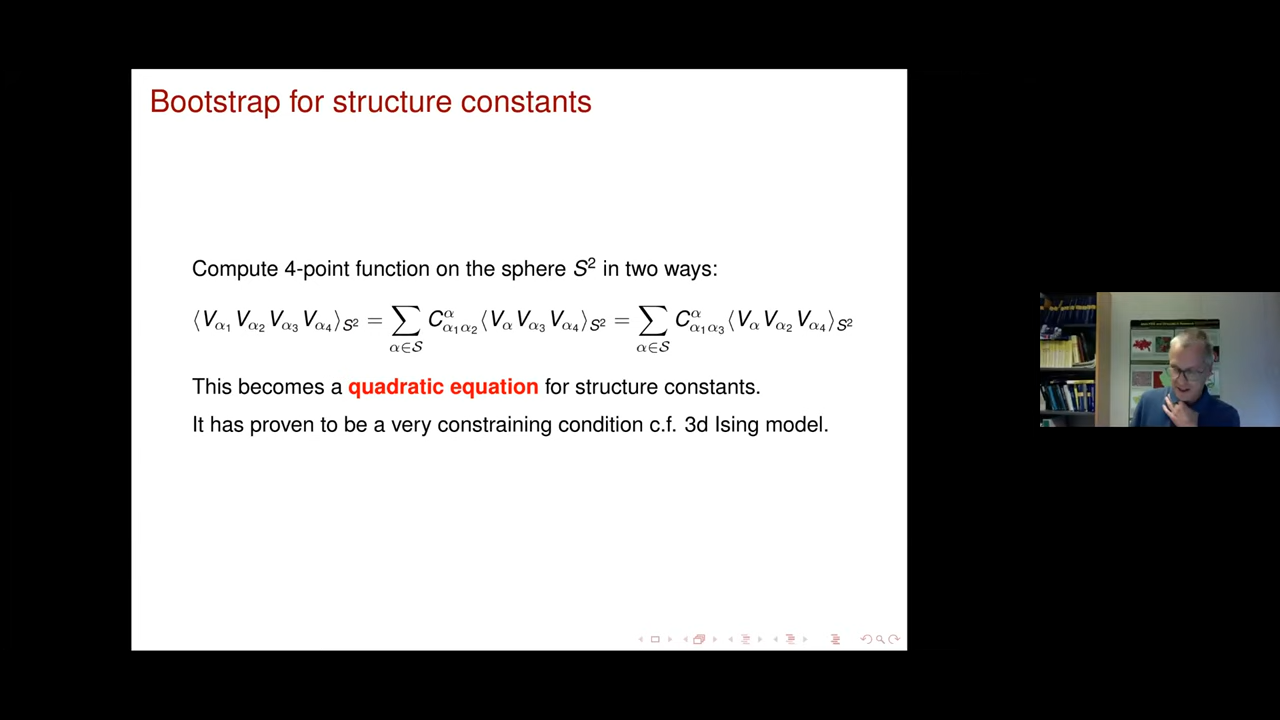 Bootstrap for structure constants
Compute 4-point function on the sphere S² in two ways:
⟨V_{α₁} V_{α₂} V_{α₃} V_{α₄}⟩_{S²} = ∑_{α∈𝒮} C^α_{α₁α₂} ⟨V_α V_{α₃} V_{α₄}⟩_{S²} = ∑_{α∈𝒮} C^α_{α₁α₃} ⟨V_α V_{α₂} V_{α₄}⟩_{S²}
This becomes a quadratic equation for structure constants.
It has proven to be a very constraining condition c.f. 3d Ising model.